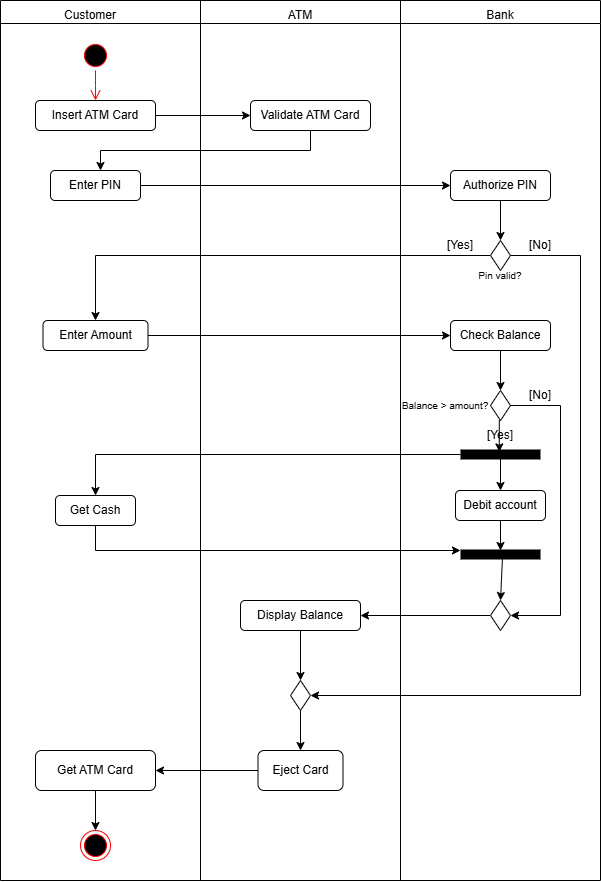 Customer
ATM
Bank
Insert ATM Card
Validate ATM Card
Enter PIN
Authorize PIN
[Yes]
[No]
Pin valid?
Enter Amount
Check Balance
[No]
Balance > amount?
[Yes]
Get Cash
Debit account
Display Balance
Get ATM Card
Eject Card